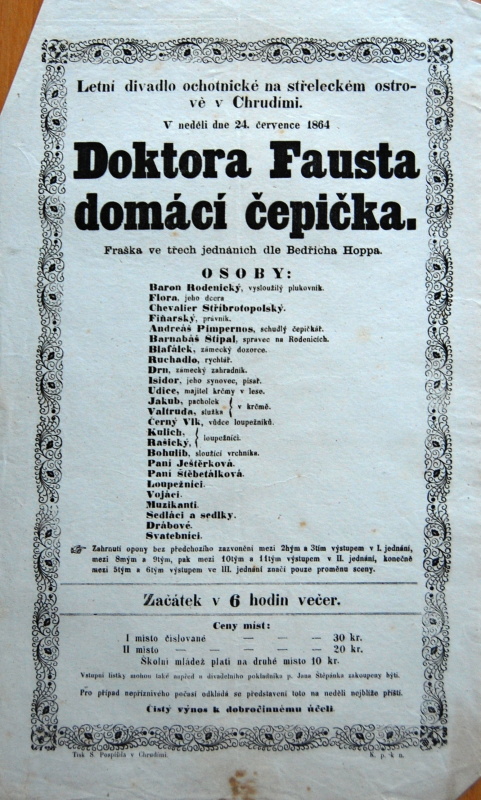 Letní divadlo ochotnické na střeleckém ostro-
vě v Chrudimi.
V neděli dne 24. července 1864
Doktora Fausta
domácí čepička.
Fraška ve třech jednáních dle Bedřicha Hoppa.
OSOBY:
Baron Rodenický, vysloužilý plukovník.
Flora, jeho dcera
Chevalier Stříbrotopolský.
Fiňarský, právník.
Andreáš Pimpernos, schudlý čepičkář.
Barnabáš Štípal, správec na Rodenicích.
Blafálek, zámecký dozorce.
Ruchadlo, rychtář.
Drn, zámecký zahradník.
Isidor, jeho synovec, písař.
Udice, majitel krčmy v lese.
Jakub, pacholek
Valtruda, služka } v krčmě.
Černý Vlk, vůdce loupežníků.
Kulich,
Rašický, } loupežníci.
Bohulib, sloužící vrchníka.
Paní Ještěrková.
Paní Štěbetálková.
Loupežníci.
Vojáci.
Muzikanti.
Sedláci a sedlky.
Drábové.
Svatebníci.
☞ Zahrnutí opony bez předchozího zazvonění mezi 2hým a 3tím výstupem v I. jednání,
mezi 8mým a 9tým, pak mezi 10tým a 11tým výstupem v II. jednání, konečně
mezi 5tým a 6tým výstupem ve III. jednání značí pouze proměnu sceny.
Začátek v 6 hodin večer.
Ceny míst:
I místo číslované — — — 30 kr.
II místo — — — — — 20 kr.
Školní mládež platí na druhé místo 10 kr.
Vstupní lístky mohou také napřed u divadelního pokladníka p. Jana Štěpánka zakoupeny býti.
Pro případ nepříznivého počasí odkládá se představení toto na neděli nejblíže příští.
Čistý výnos k dobročinnému účeli.
Tisk S. Pospíšila v Chrudimi.
K. p. k n.